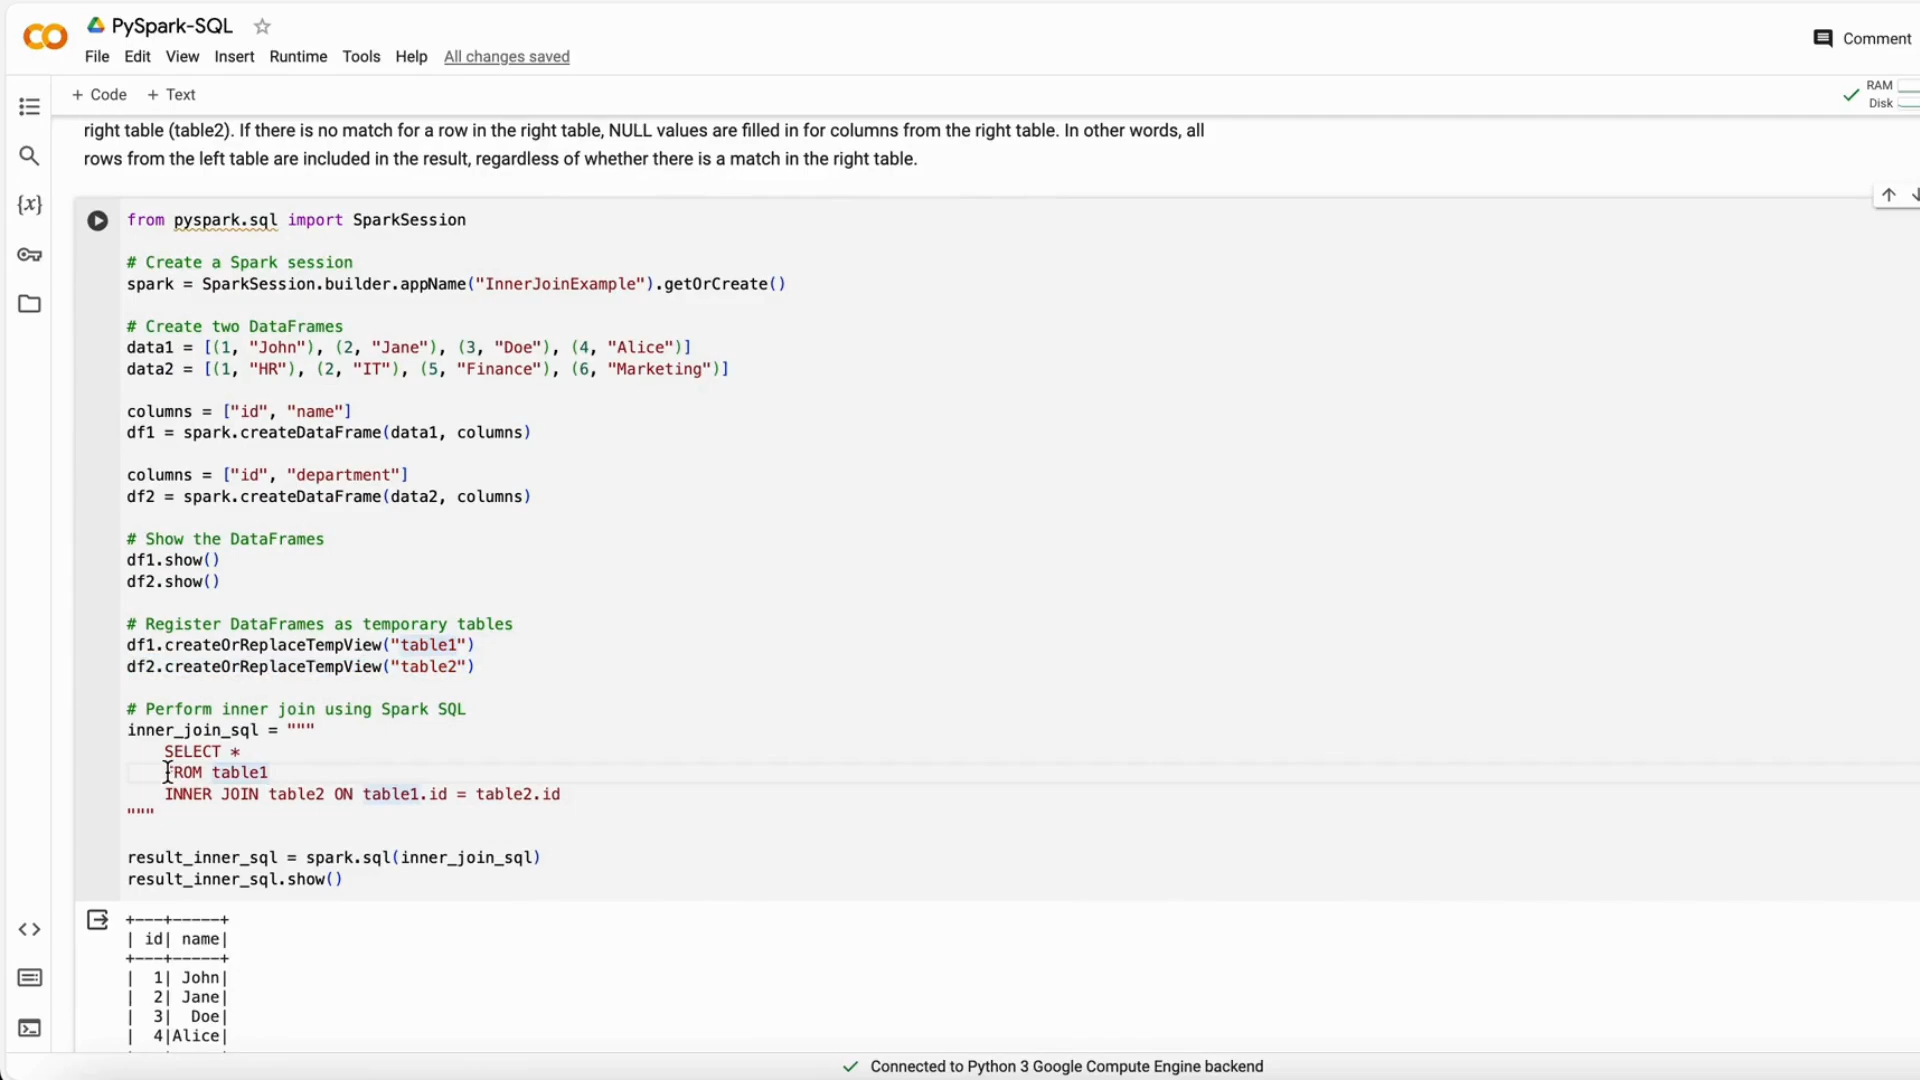 PySpark-SQL
File Edit View Insert Runtime Tools Help All changes saved
Comment
+ Code + Text
RAM
Disk
right table (table2). If there is no match for a row in the right table, NULL values are filled in for columns from the right table. In other words, all
rows from the left table are included in the result, regardless of whether there is a match in the right table.
{x}
from pyspark.sql import SparkSession
# Create a Spark session
spark = SparkSession.builder.appName("InnerJoinExample").getOrCreate()
# Create two DataFrames
data1 = [(1, "John"), (2, "Jane"), (3, "Doe"), (4, "Alice")]
data2 = [(1, "HR"), (2, "IT"), (5, "Finance"), (6, "Marketing")]
columns = ["id", "name"]
df1 = spark.createDataFrame(data1, columns)
columns = ["id", "department"]
df2 = spark.createDataFrame(data2, columns)
# Show the DataFrames
df1.show()
df2.show()
# Register DataFrames as temporary tables
df1.createOrReplaceTempView("table1")
df2.createOrReplaceTempView("table2")
# Perform inner join using Spark SQL
inner_join_sql = """
SELECT *
FROM table1
INNER JOIN table2 ON table1.id = table2.id
"""
result_inner_sql = spark.sql(inner_join_sql)
result_inner_sql.show()
+---+-----+
| id| name|
+---+-----+
|  1| John|
|  2| Jane|
|  3|  Doe|
|  4|Alice|
Connected to Python 3 Google Compute Engine backend